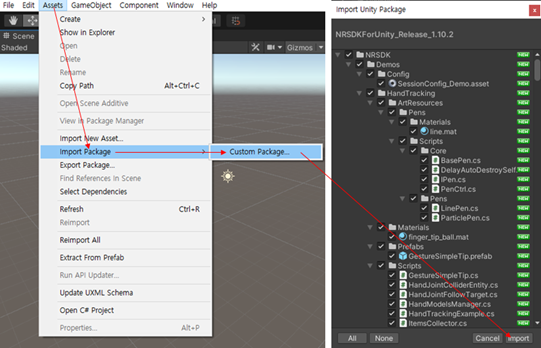 File Edit Assets GameObject Component Window Help
Scene
Shaded
Gizmos
Create
Show in Explorer
Open
Delete
Rename
Copy Path Alt+Ctrl+C
Open Scene Additive
View in Package Manager
Import New Asset...
Import Package
Custom Package...
Export Package...
Find References In Scene
Select Dependencies
Refresh Ctrl+R
Reimport
Reimport All
Extract From Prefab
Run API Updater...
Update UXML Schema
Open C# Project
Properties... Alt+P
Import Unity Package
NRSDKForUnity_Release_1.10.2
NRSDK NEW
Demos NEW
Config NEW
SessionConfig_Demo.asset NEW
HandTracking NEW
ArtResources NEW
Pens NEW
Materials NEW
line.mat NEW
Scripts NEW
Core NEW
BasePen.cs NEW
DelayAutoDestroySelf. NEW
IPen.cs NEW
PenCtrl.cs NEW
Pens NEW
LinePen.cs NEW
ParticlePen.cs NEW
Materials NEW
finger_tip_ball.mat NEW
Prefabs NEW
GestureSimpleTip.prefab NEW
Scripts NEW
GestureSimpleTip.cs NEW
HandJointColliderEntity.cs NEW
HandJointFollowTarget.cs NEW
HandModelsManager.cs NEW
HandTrackingExample.cs NEW
ItemsCollector.cs NEW
All None Cancel Import